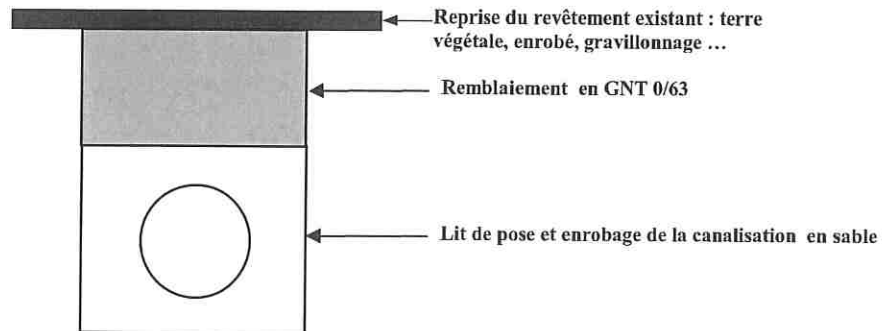 Reprise du revêtement existant : terre
végétale, enrobé, gravillonnage ...
Remblaiement en GNT 0/63
Lit de pose et enrobage de la canalisation en sable